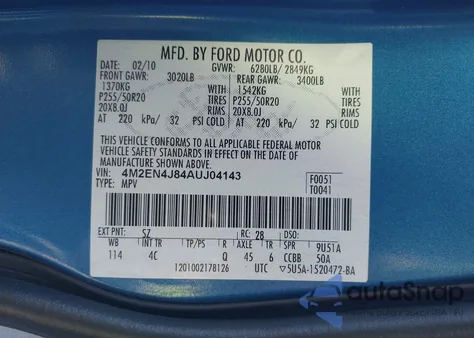 MFD. BY FORD MOTOR CO.
DATE: 02/10 GVWR: 6280LB/ 2849KG
FRONT GAWR: 3020LB REAR GAWR: 3400LB
1370KG WITH 1542KG WITH
P255/50R20 TIRES P255/50R20 TIRES
20X8.0J RIMS 20X8.0J RIMS
AT 220 kPa/ 32 PSI COLD AT 220 kPa/ 32 PSI COLD
THIS VEHICLE CONFORMS TO ALL APPLICABLE FEDERAL MOTOR
VEHICLE SAFETY STANDARDS IN EFFECT ON THE DATE OF
MANUFACTURE SHOWN ABOVE.
VIN: 4M2EN4J84AUJ04143 F0051
TYPE: MPV T0041
EXT PNT: SZ RC: 28 DSO:
WB INT TR TP/PS R AXLE TR SPR 9U51A
114 4C Q 45 6 CCBB 50A
1201002178126 UTC ▽5U5A-1520472-BA
autoSnap